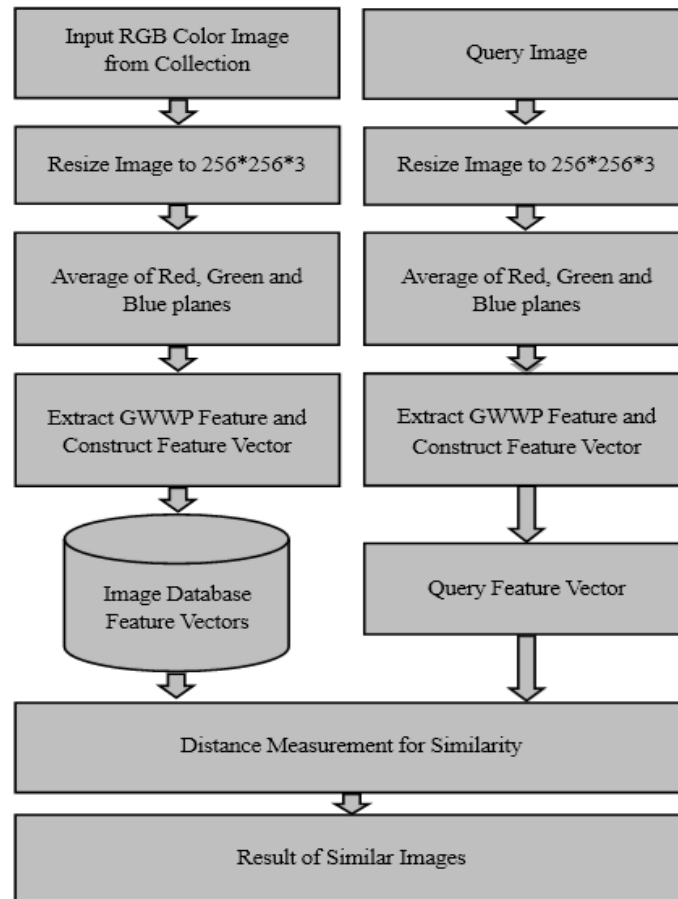 Input RGB Color Image
from Collection
Resize Image to 256*256*3
Average of Red, Green and
Blue planes
Extract GWWP Feature and
Construct Feature Vector
Image Database
Feature Vectors
Query Image
Resize Image to 256*256*3
Average of Red, Green and
Blue planes
Extract GWWP Feature and
Construct Feature Vector
Query Feature Vector
Distance Measurement for Similarity
Result of Similar Images